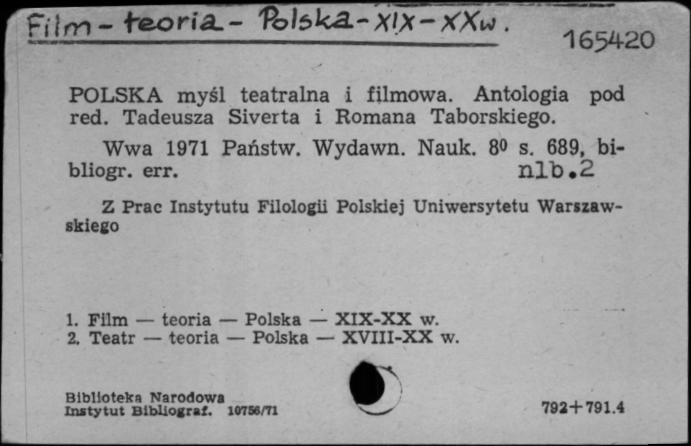 Film - teoria - Polska - XIX - XXw.
165420
POLSKA myśl teatralna i filmowa. Antologia pod
red. Tadeusza Siverta i Romana Taborskiego.
Wwa 1971 Państw. Wydawn. Nauk. 8⁰ s. 689, bi-
bliogr. err. nlb.2
Z Prac Instytutu Filologii Polskiej Uniwersytetu Warszaw-
skiego
1. Film — teoria — Polska — XIX-XX w.
2. Teatr — teoria — Polska — XVIII-XX w.
Biblioteka Narodowa
Instytut Bibliograf. 10756/71
792+791.4